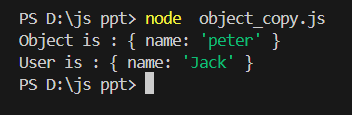 PS D:\js ppt> node  object_copy.js
Object is : { name: 'peter' }
User is : { name: 'Jack' }
PS D:\js ppt>